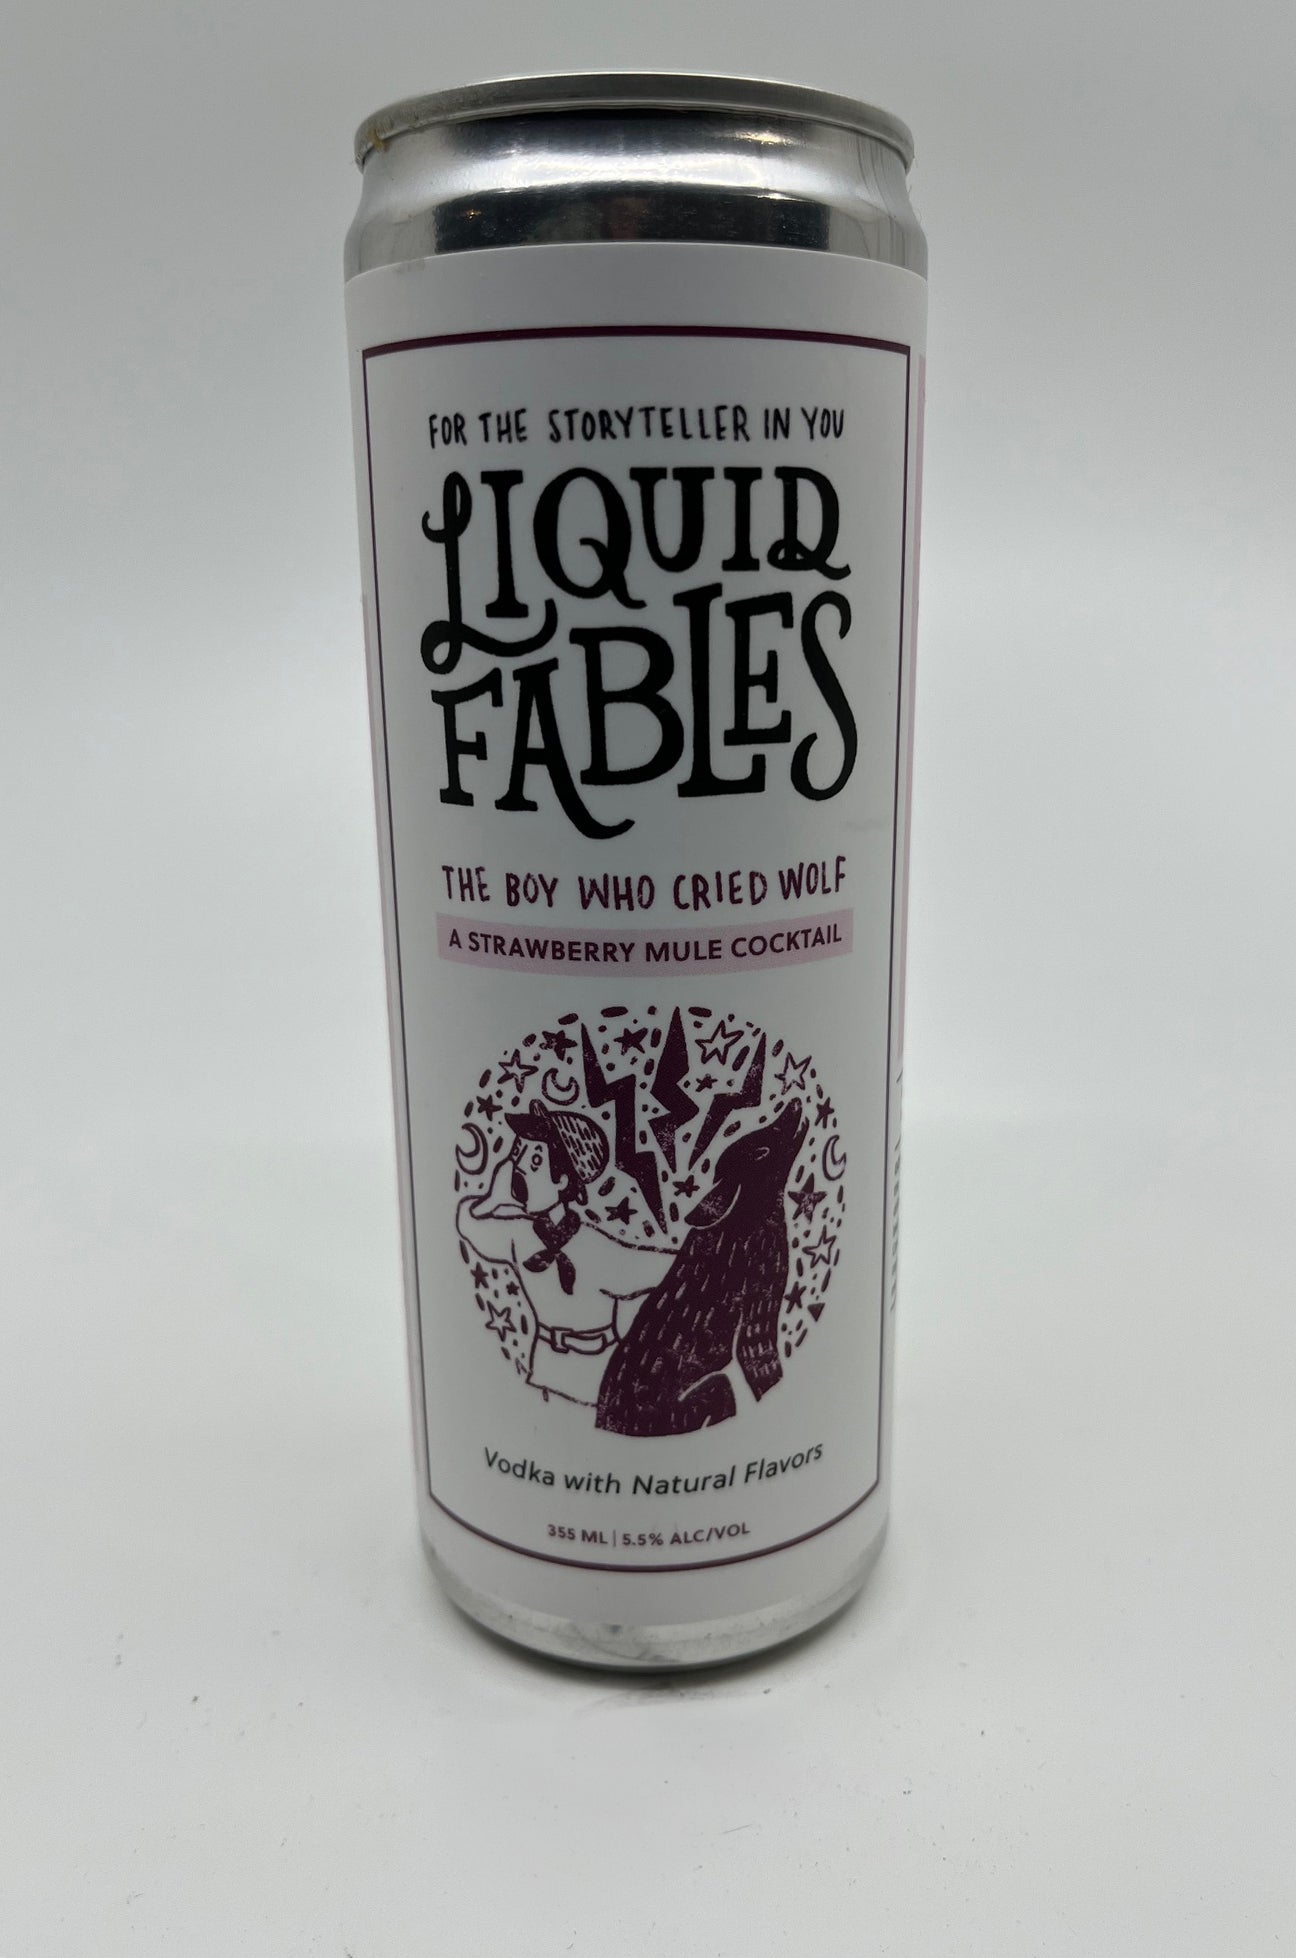 FOR THE STORYTELLER IN YOU
LIQUID
FABLES
THE BOY WHO CRIED WOLF
A STRAWBERRY MULE COCKTAIL
Vodka with Natural Flavors
355 ML | 5.5% ALC/VOL